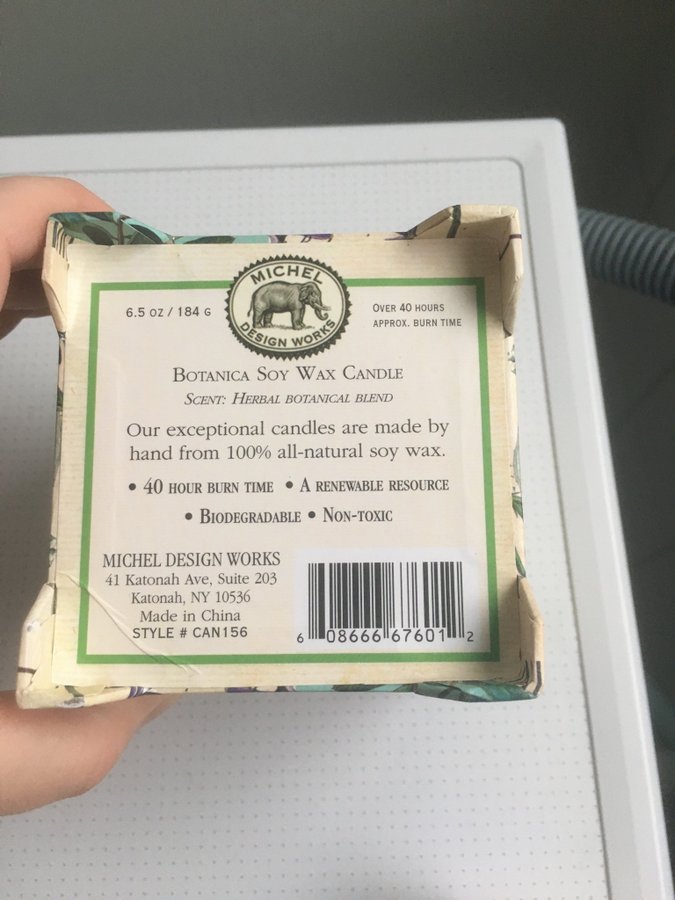 MICHEL
DESIGN WORKS
6.5 OZ / 184 G
OVER 40 HOURS
APPROX. BURN TIME
BOTANICA SOY WAX CANDLE
SCENT: HERBAL BOTANICAL BLEND
Our exceptional candles are made by
hand from 100% all-natural soy wax.
• 40 HOUR BURN TIME • A RENEWABLE RESOURCE
• BIODEGRADABLE • NON-TOXIC
MICHEL DESIGN WORKS
41 Katonah Ave, Suite 203
Katonah, NY 10536
Made in China
STYLE # CAN156
6 08666 67601 2